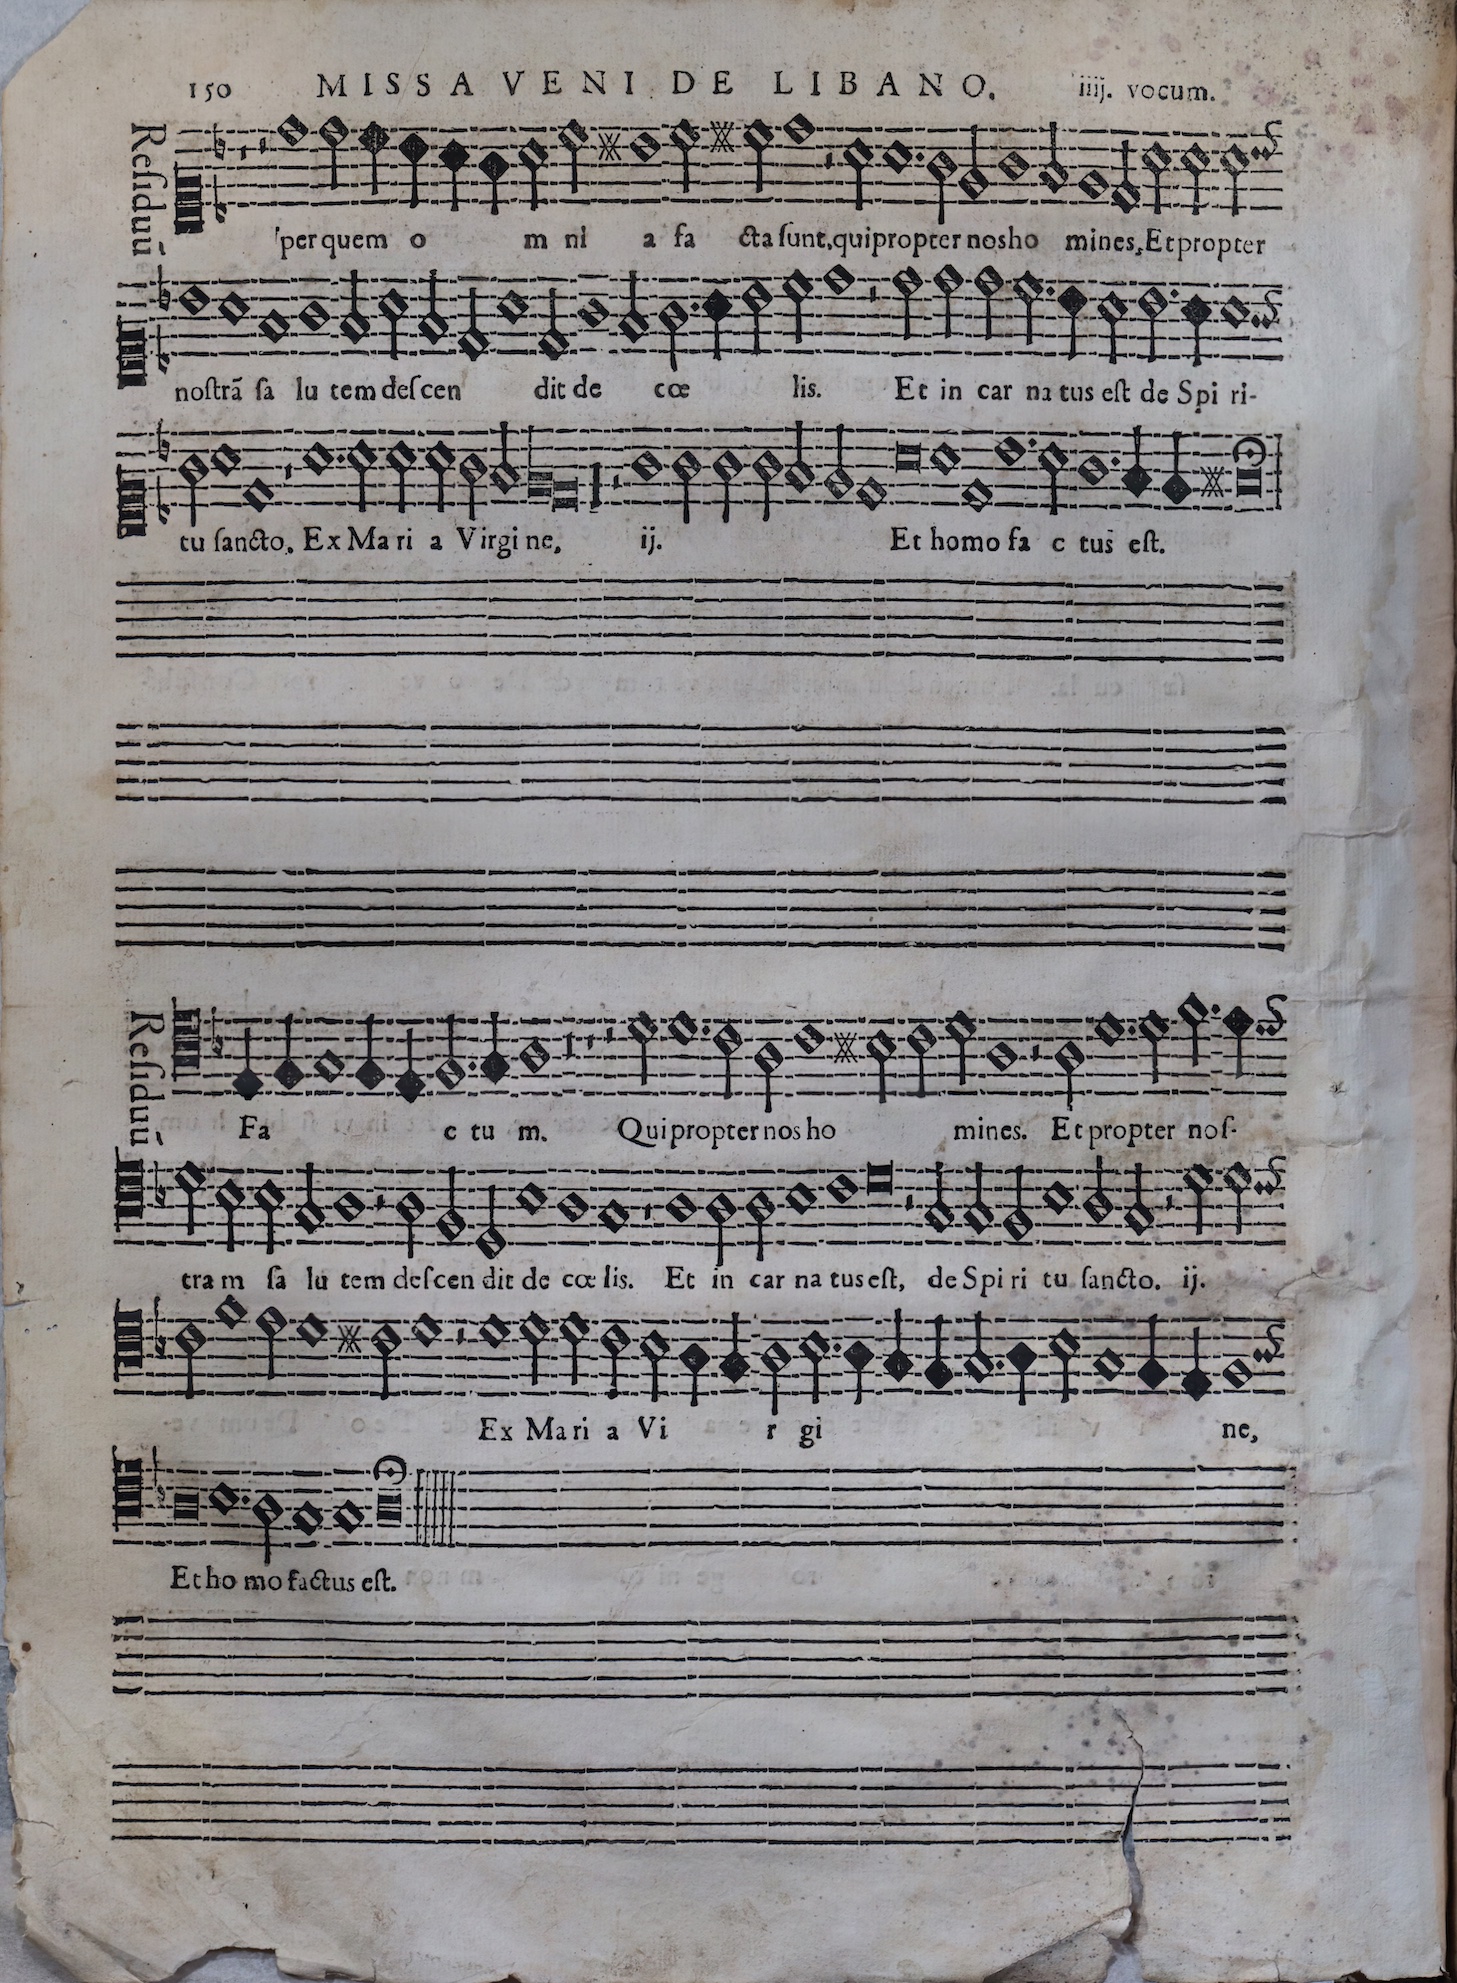 150 MISSA VENI DE LIBANO. iiij. vocum.
Reſiduũ
per quem o m ni a fa cta ſunt, qui propter nos ho mines, Et propter
noſtrã ſa lu tem deſcen dit de cœ lis. Et in car na tus eſt de Spi ri-
tu ſancto. Ex Ma ri a Virgi ne, ij. Et homo fa c tus eſt.
Reſiduũ
Fa c tu m. Qui propter nos ho mines. Et propter noſ-
tra m ſa lu tem deſcen dit de cœ lis. Et in car na tus eſt, de Spi ri tu ſancto. ij.
Ex Ma ri a Vi r gi ne,
Et ho mo factus eſt.